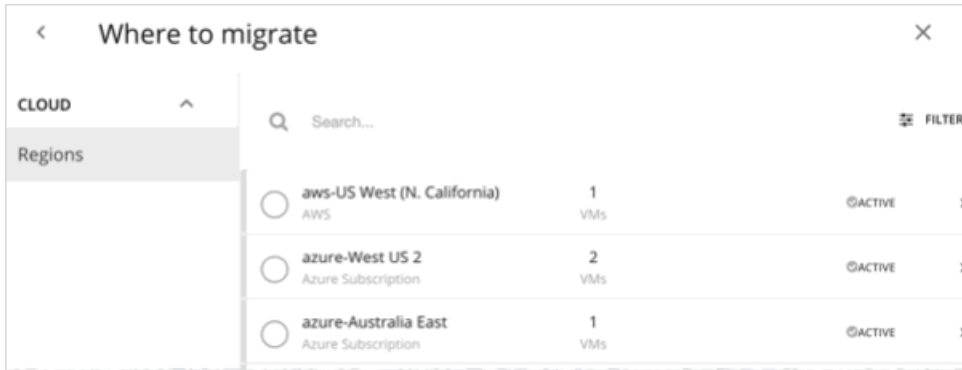 Where to migrate
CLOUD
Regions
Search...
FILTER
aws-US West (N. California) 1 ACTIVE
AWS VMs
azure-West US 2 2 ACTIVE
Azure Subscription VMs
azure-Australia East 1 ACTIVE
Azure Subscription VMs